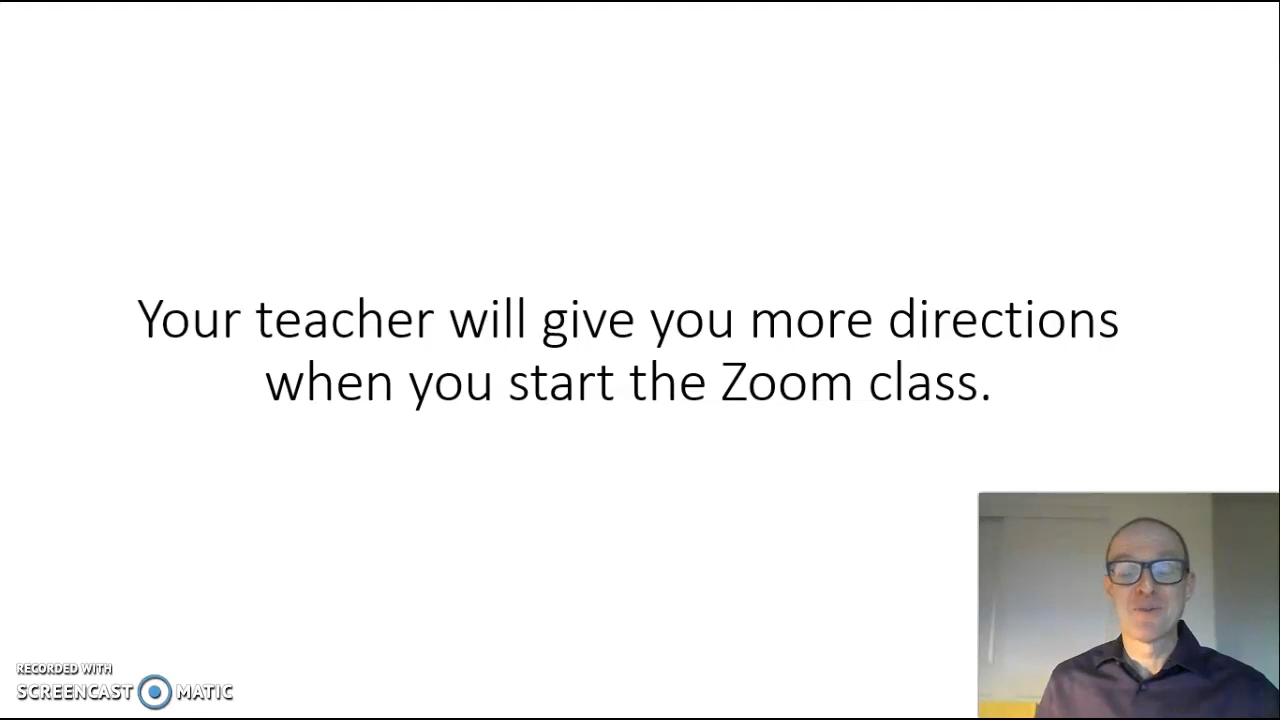 Your teacher will give you more directions
when you start the Zoom class.
RECORDED WITH
SCREENCAST MATIC